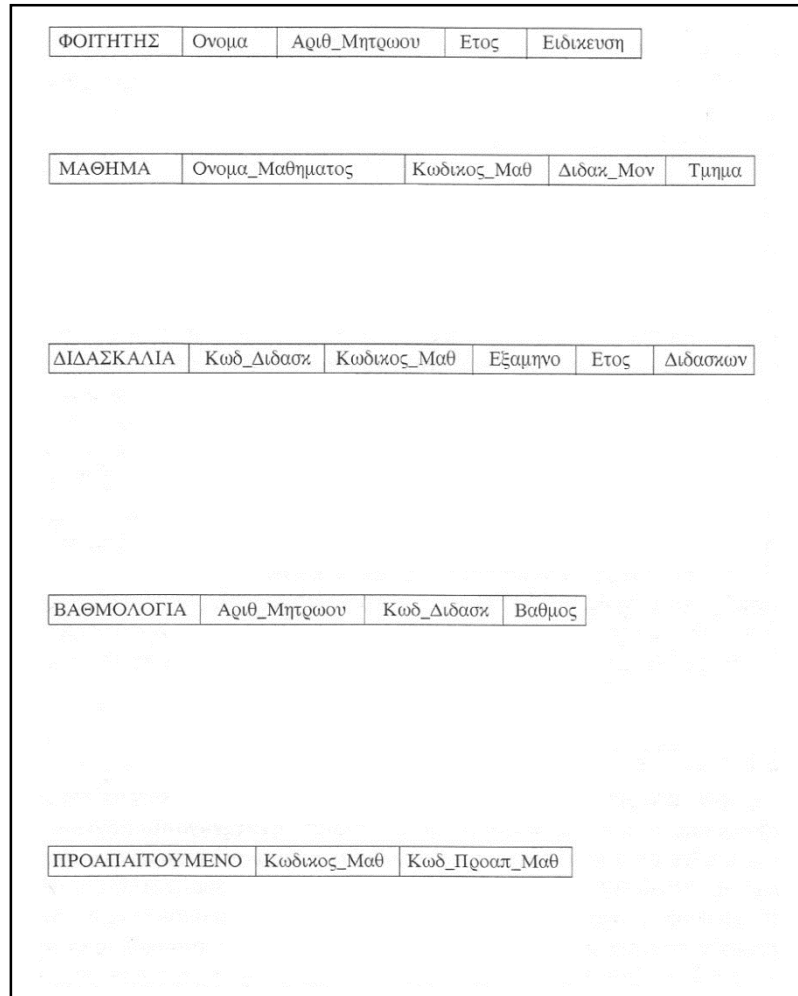 ΦΟΙΤΗΤΗΣ Ονομα Αριθ_Μητρωου Ετος Ειδικευση
ΜΑΘΗΜΑ Ονομα_Μαθηματος Κωδικος_Μαθ Διδακ_Μον Τμημα
ΔΙΔΑΣΚΑΛΙΑ Κωδ_Διδασκ Κωδικος_Μαθ Εξαμηνο Ετος Διδασκων
ΒΑΘΜΟΛΟΓΙΑ Αριθ_Μητρωου Κωδ_Διδασκ Βαθμος
ΠΡΟΑΠΑΙΤΟΥΜΕΝΟ Κωδικος_Μαθ Κωδ_Προαπ_Μαθ